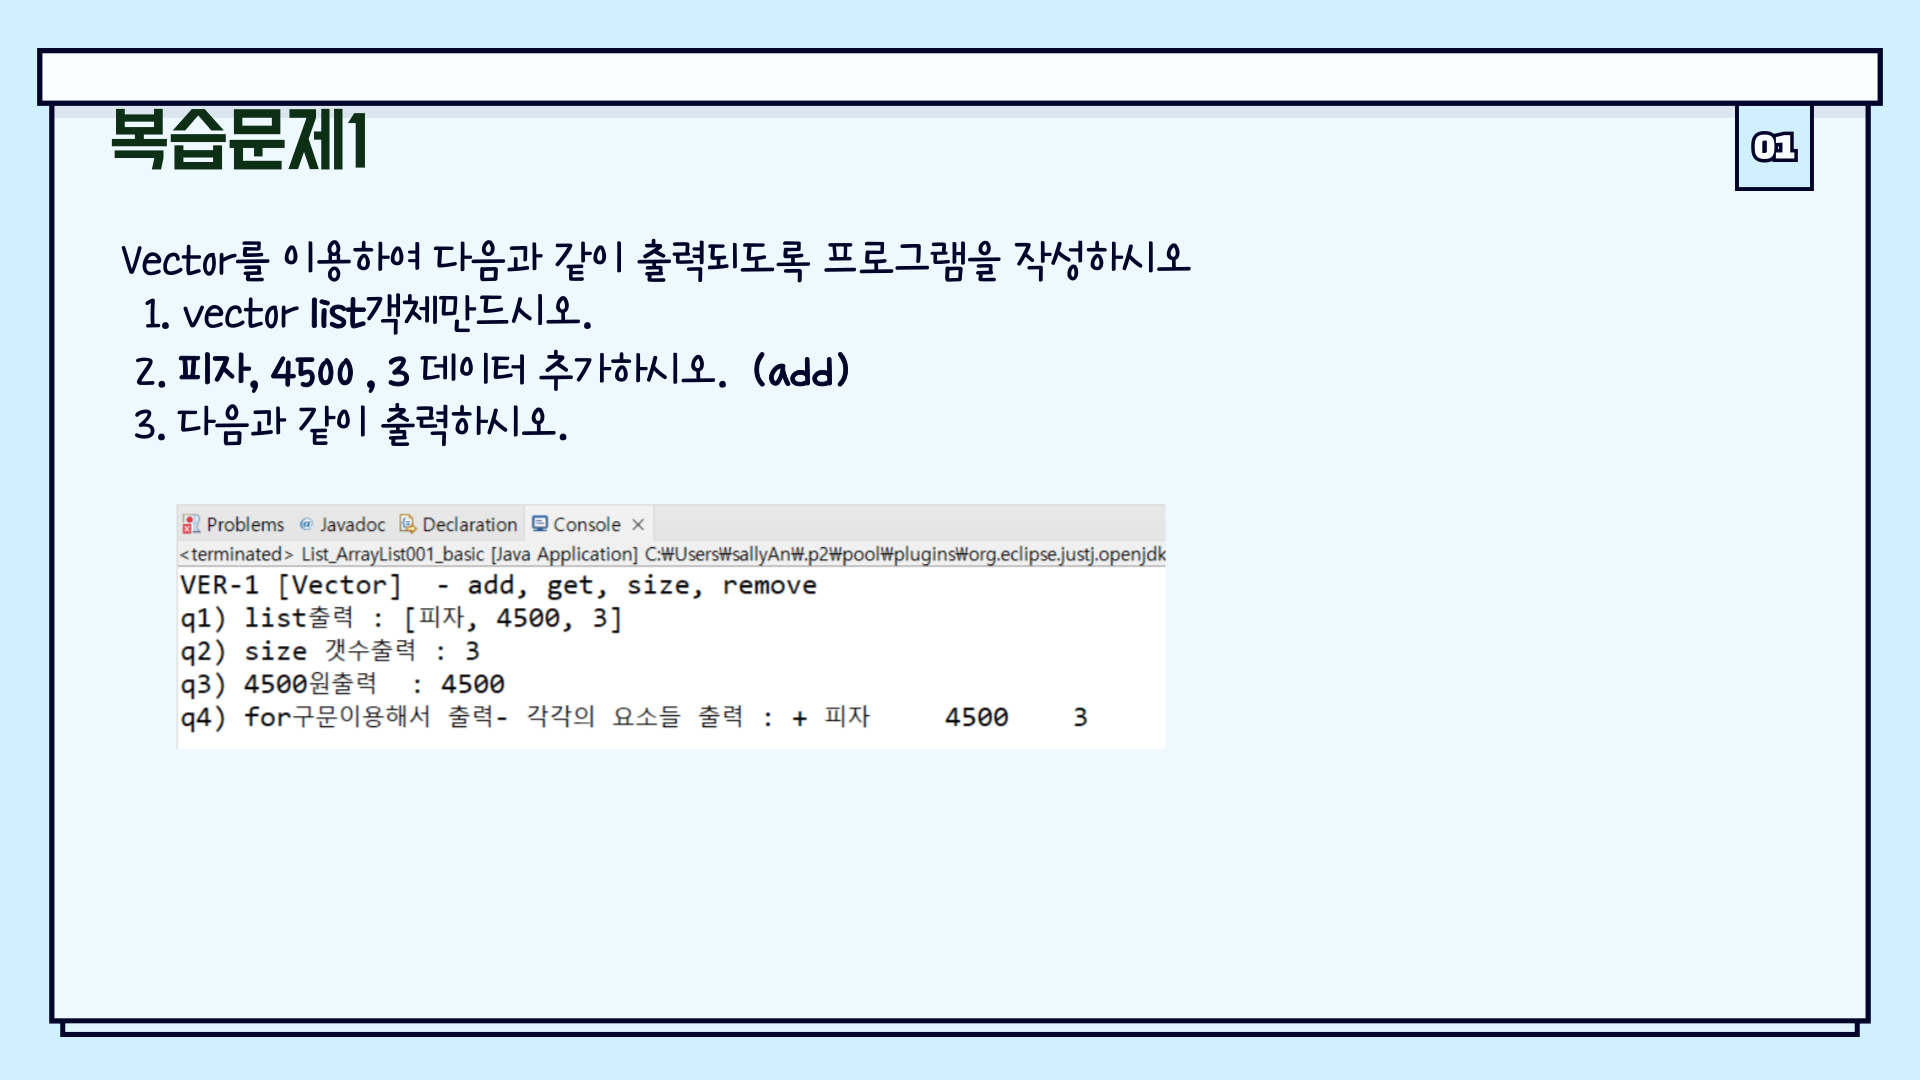 복습문제1
01
Vector를 이용하여 다음과 같이 출력되도록 프로그램을 작성하시오
1. vector list객체만드시오.
2. 피자, 4500 , 3 데이터 추가하시오. (add)
3. 다음과 같이 출력하시오.
Problems @ Javadoc Declaration Console ×
<terminated> List_ArrayList001_basic [Java Application] C:₩Users₩sallyAn₩.p2₩pool₩plugins₩org.eclipse.justj.openjdk
VER-1 [Vector]  - add, get, size, remove
q1) list출력 : [피자, 4500, 3]
q2) size 갯수출력 : 3
q3) 4500원출력  : 4500
q4) for구문이용해서 출력- 각각의 요소들 출력 : + 피자    4500    3